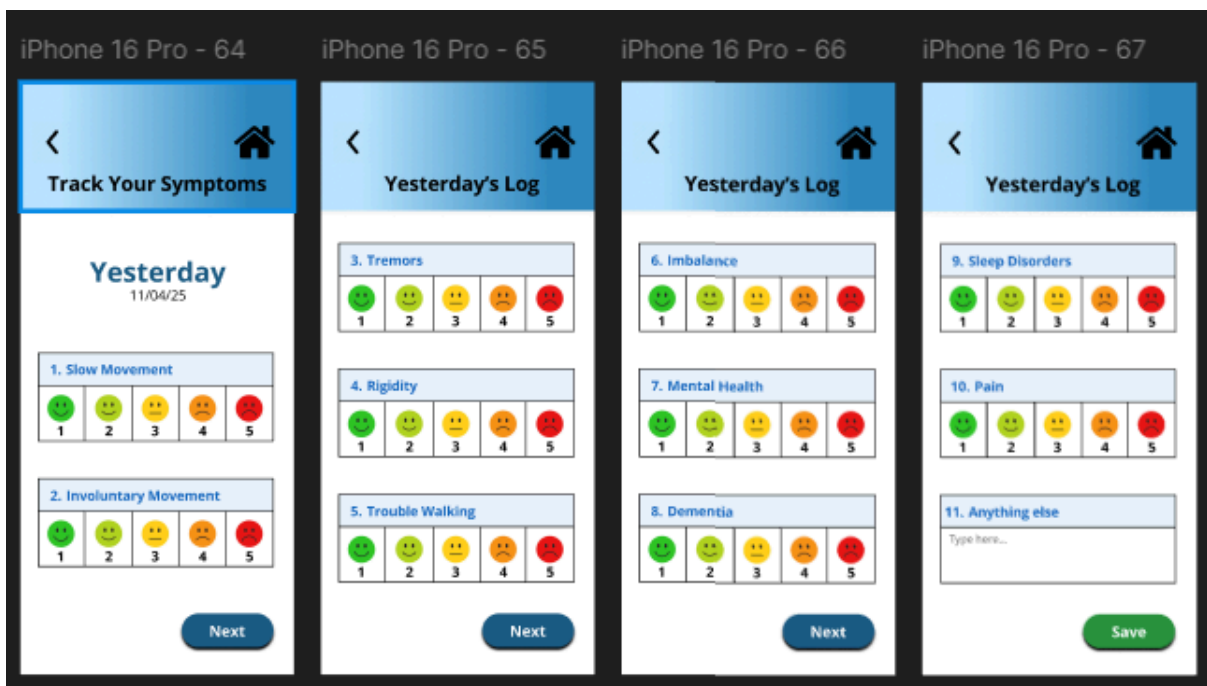 iPhone 16 Pro - 64
Track Your Symptoms
Yesterday
11/04/25
1. Slow Movement
1 2 3 4 5
2. Involuntary Movement
1 2 3 4 5
Next
iPhone 16 Pro - 65
Yesterday's Log
3. Tremors
1 2 3 4 5
4. Rigidity
1 2 3 4 5
5. Trouble Walking
1 2 3 4 5
Next
iPhone 16 Pro - 66
Yesterday's Log
6. Imbalance
1 2 3 4 5
7. Mental Health
1 2 3 4 5
8. Dementia
1 2 3 4 5
Next
iPhone 16 Pro - 67
Yesterday's Log
9. Sleep Disorders
1 2 3 4 5
10. Pain
1 2 3 4 5
11. Anything else
Type here...
Save